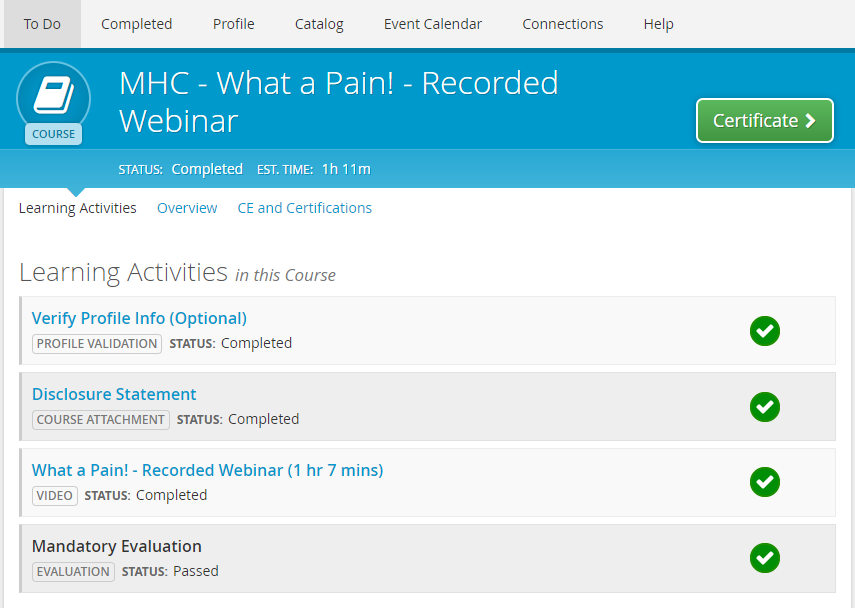 To Do Completed Profile Catalog Event Calendar Connections Help
MHC - What a Pain! - Recorded
Webinar
COURSE
Certificate
STATUS: Completed EST. TIME: 1h 11m
Learning Activities Overview CE and Certifications
Learning Activities in this Course
Verify Profile Info (Optional)
PROFILE VALIDATION STATUS: Completed
Disclosure Statement
COURSE ATTACHMENT STATUS: Completed
What a Pain! - Recorded Webinar (1 hr 7 mins)
VIDEO STATUS: Completed
Mandatory Evaluation
EVALUATION STATUS: Passed